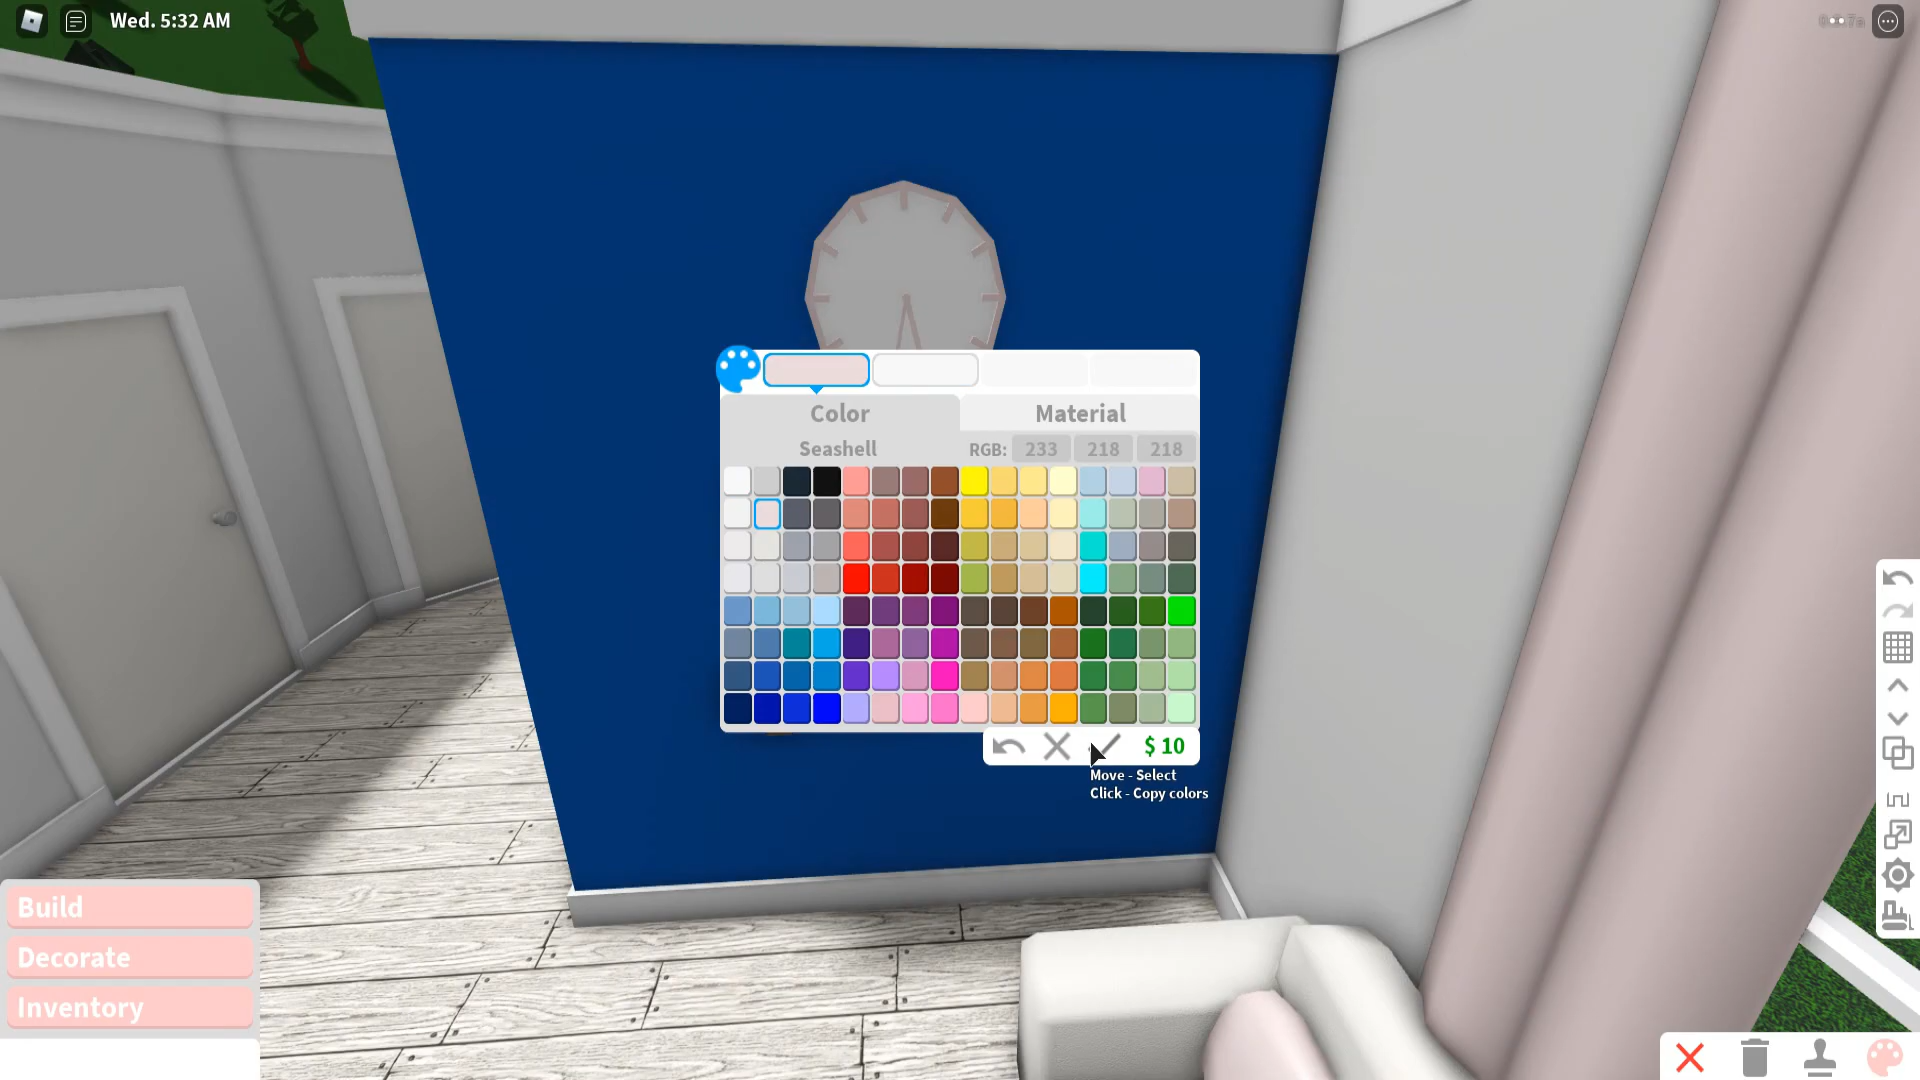 Wed. 5:32 AM
Color
Material
Seashell
RGB: 233 218 218
$ 10
Move - Select
Click - Copy colors
Build
Decorate
Inventory